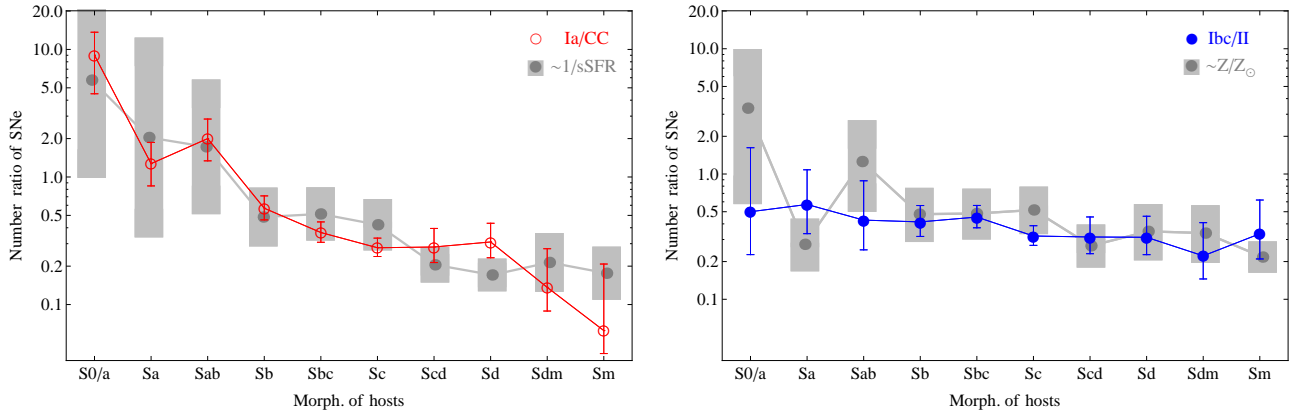 20.0
10.0
5.0
2.0
1.0
0.5
0.2
0.1
Number ratio of SNe
Ia/CC
~1/sSFR
S0/a Sa Sab Sb Sbc Sc Scd Sd Sdm Sm
Morph. of hosts
20.0
10.0
5.0
2.0
1.0
0.5
0.2
0.1
Number ratio of SNe
Ibc/II
~Z/Z⊙
S0/a Sa Sab Sb Sbc Sc Scd Sd Sdm Sm
Morph. of hosts